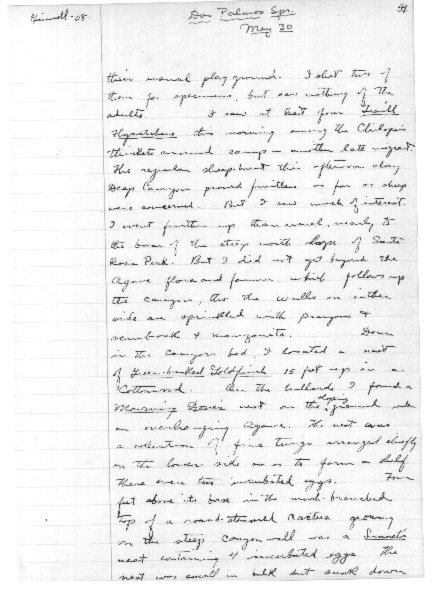 Grinnell-08.
Dos Palmos Spr.
May 30
their usual playground. I shot two of
them for specimens, but saw nothing of the
adults I saw at least four Traill
Flycatchers this morning among the Chilopsis
thickets around camp - another late migrant.
The regular sheep hunt this afternoon along
Deep Canyon proved fruitless as far as sheep
was concerned. But I saw much of interest.
I went further up than usual, nearly to
the base of the steep north slope of Santa
Rosa Peak. But I did not get beyond the
Agave flora and fauna, which follows up
the canyon, tho the walls on either
side are sprinkled with pinyons &
scrub oak & manzanita. Down
in the canyon bed, I located a nest
of Green-backed Goldfinch 15 feet up in a
Cottonwood. On the hillside I found a
Mourning Dove's nest on the sloping ground under
an overhanging Agave. The nest was
a collection of fine twigs arranged chiefly
on the lower side so as to form a shelf.
There were two incubated eggs. Four
feet above its base in the much-branched
top of a round-stemmed cactus growing
on the steep canyon wall was a Linnet's
nest containing 4 incubated eggs. The
nest was small in bulk but sunk down